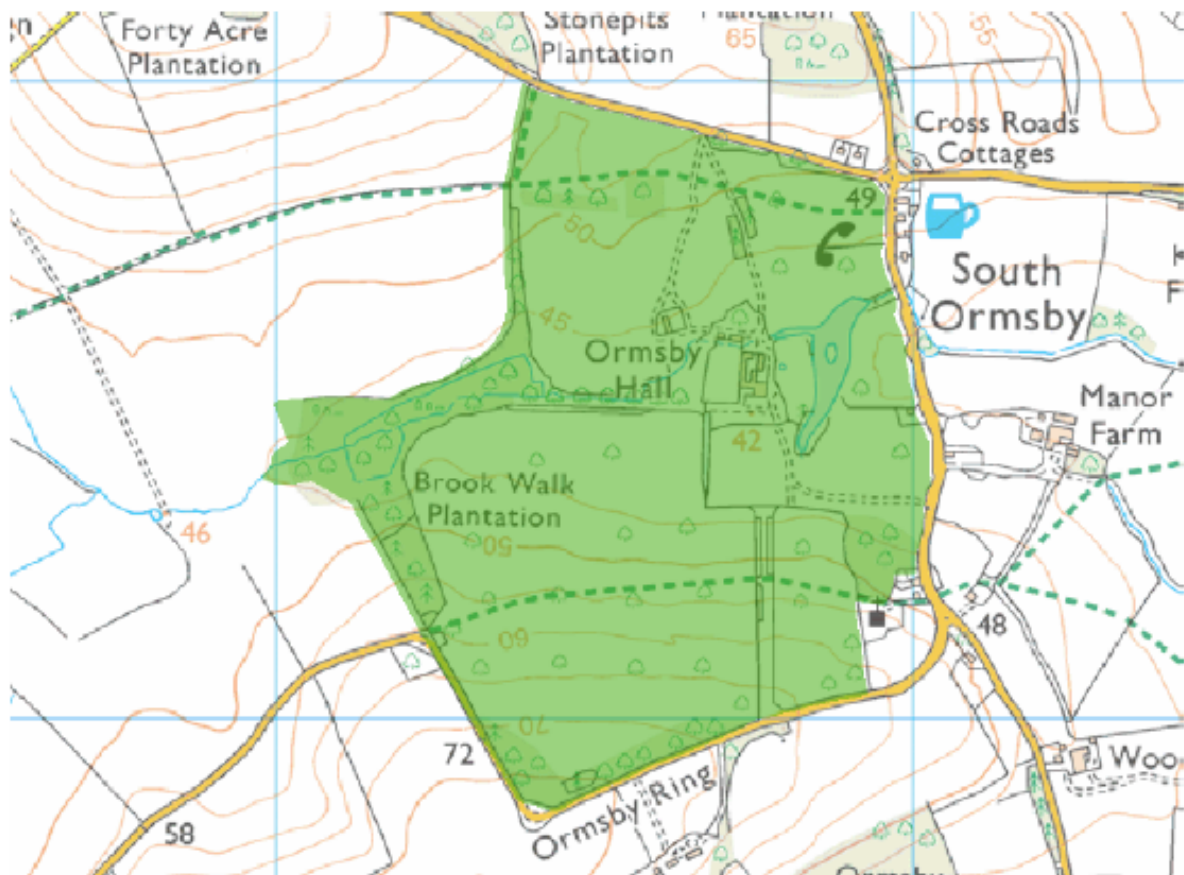 Forty Acre
Plantation
Stonepits
Plantation
65
55
Cross Roads
Cottages
49
South
Ormsby
50
45
Ormsby
Hall
42
Manor
Farm
Brook Walk
Plantation
46
50
60
48
70
72
58
Ormsby Ring
Woo